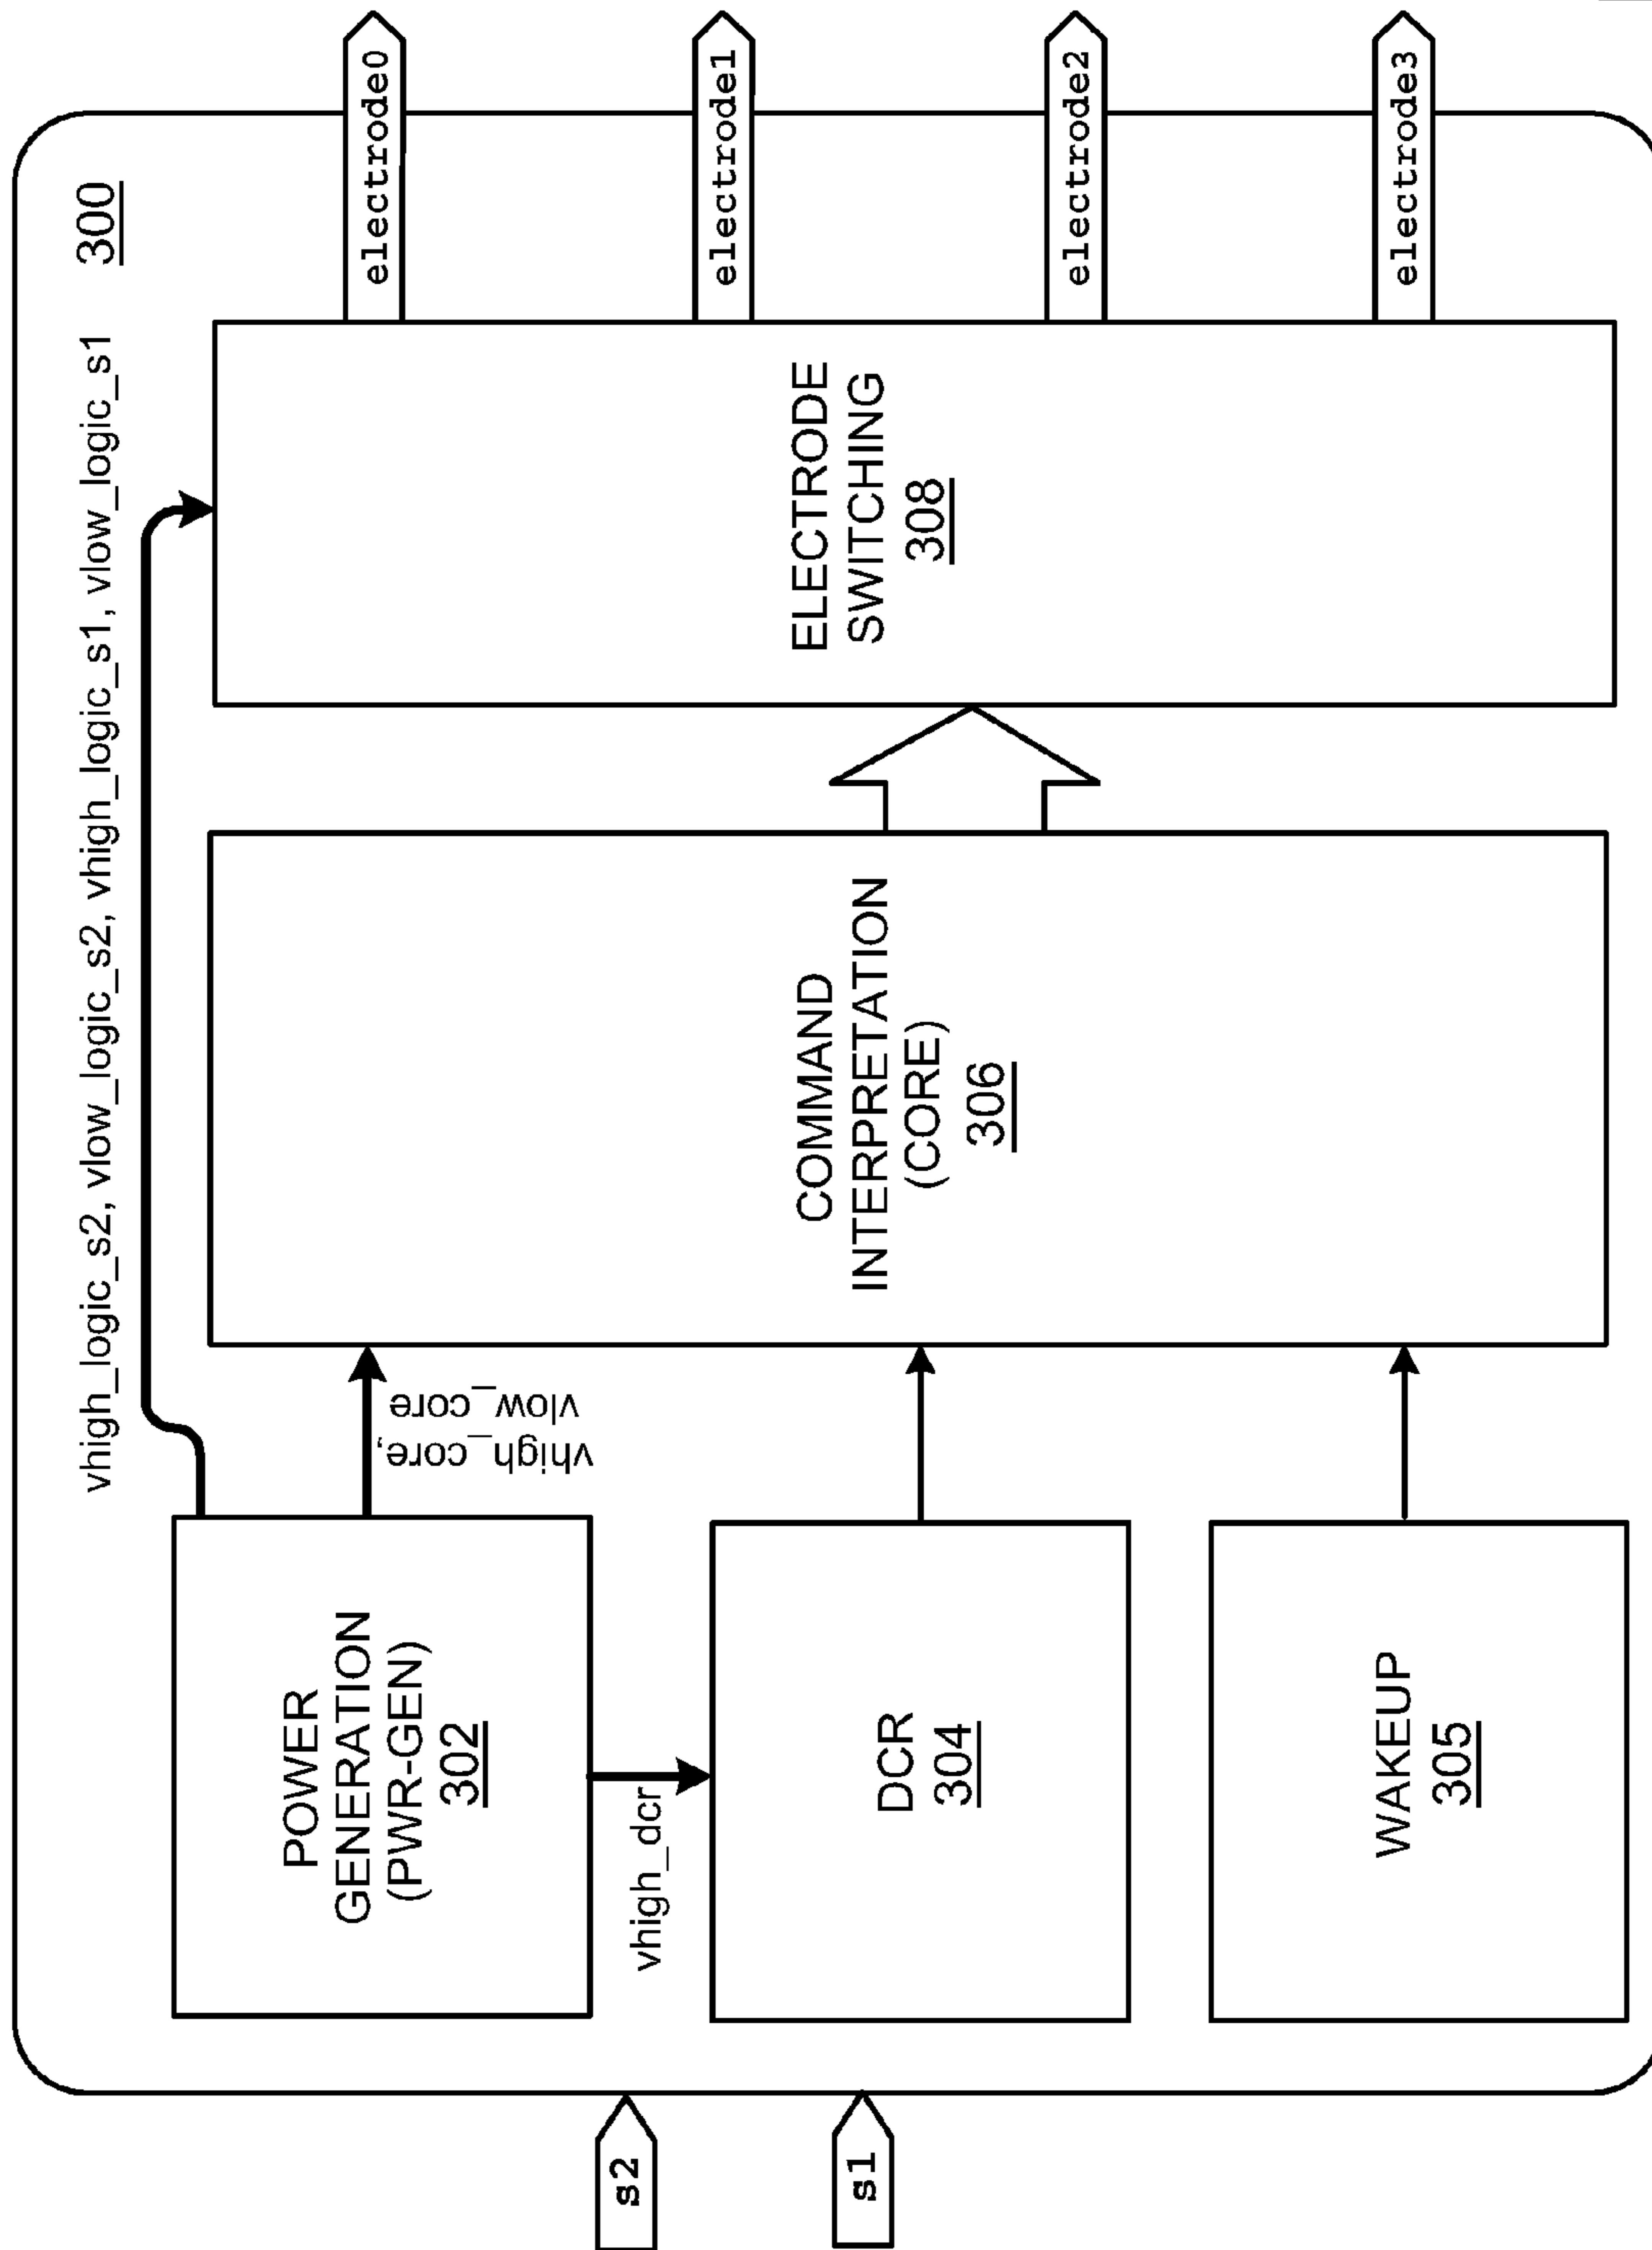 300
vhigh_logic_s2, vlow_logic_s2, vhigh_logic_s1, vlow_logic_s1
POWER
GENERATION
(PWR-GEN)
302
vhigh_core,
vlow_core
vhigh_dcr
DCR
304
WAKEUP
305
COMMAND
INTERPRETATION
(CORE)
306
ELECTRODE
SWITCHING
308
s2
s1
electrode0
electrode1
electrode2
electrode3